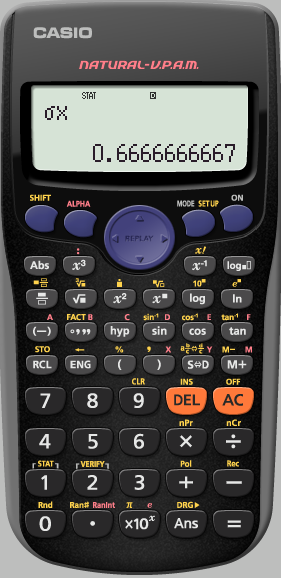 CASIO
NATURAL-V.P.A.M.
STAT D
σx
0.6666666667
SHIFT ALPHA REPLAY MODE SETUP ON
: x!
Abs x³ x⁻¹ log
³√ ⁿ√ 10ⁿ eⁿ
√ x² x log ln
A FACT B C sin⁻¹ D cos⁻¹ E tan⁻¹ F
(−) °,,, hyp sin cos tan
STO ← % , X Y M− M
RCL ENG ( ) S⇔D M+
CLR INS OFF
7 8 9 DEL AC
nPr nCr
4 5 6 × ÷
STAT VERIFY Pol Rec
1 2 3 + −
Rnd Ran# RanInt π e DRG▶
0 · ×10ˣ Ans =